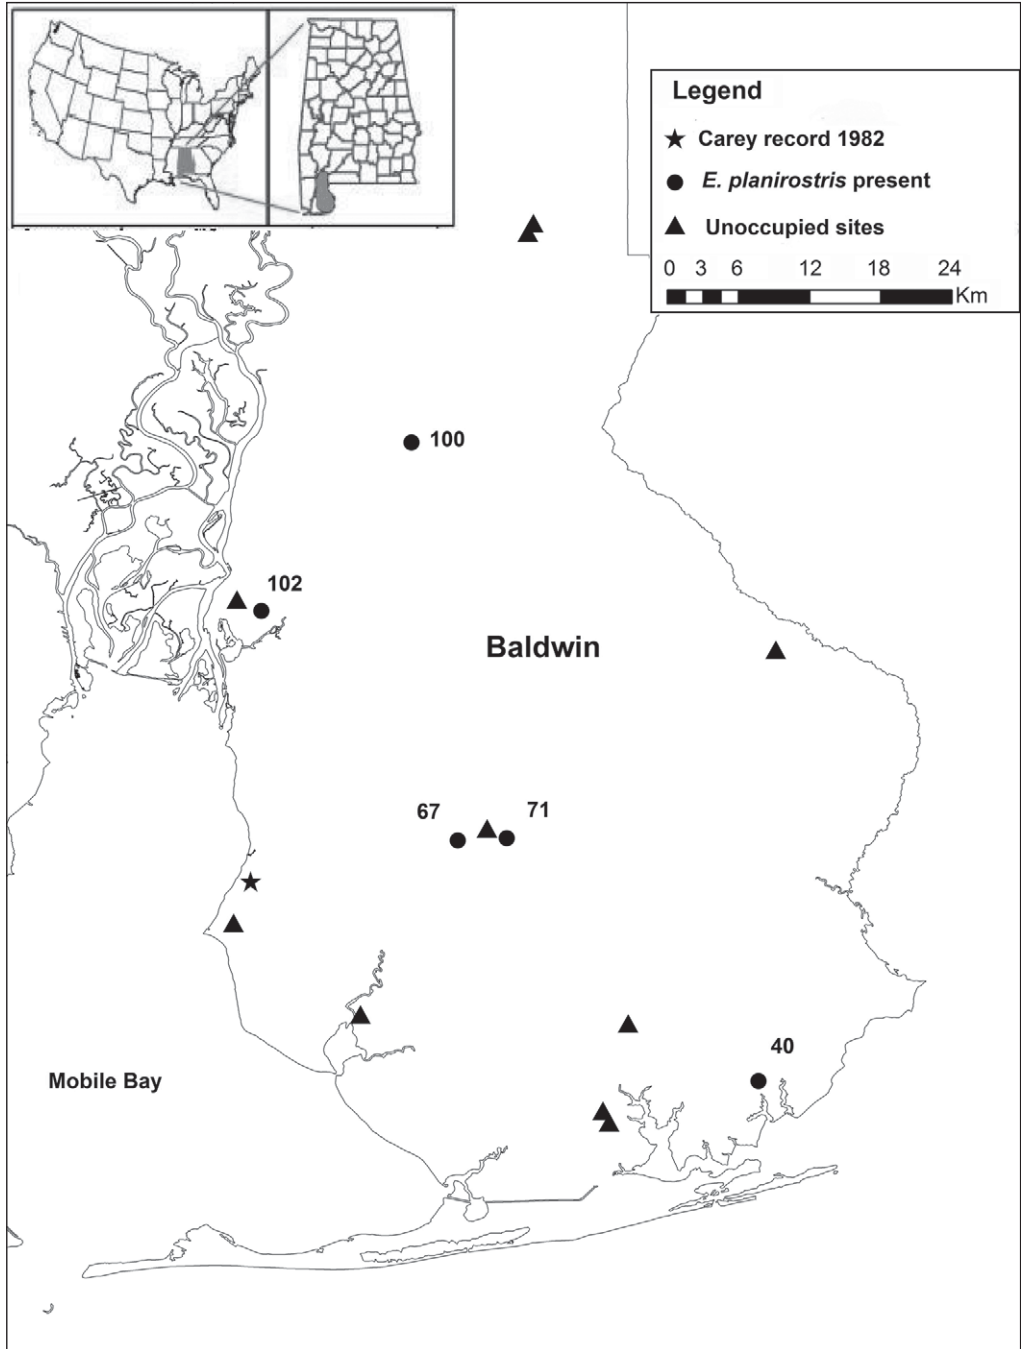 Legend
Carey record 1982
E. planirostris present
Unoccupied sites
0 3 6 12 18 24
Km
100
102
Baldwin
67
71
40
Mobile Bay